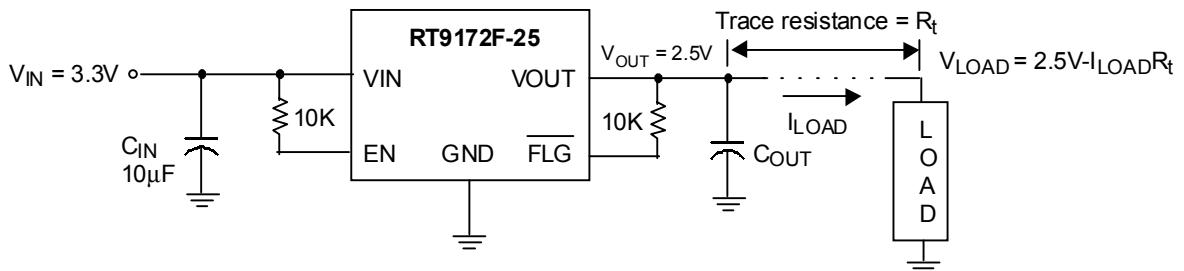 Trace resistance = Rt
RT9172F-25
VOUT = 2.5V
VIN = 3.3V
VIN
VOUT
VLOAD = 2.5V-ILOADRt
10K
10K
ILOAD
CIN
10µF
EN
GND
FLG
COUT
LOAD